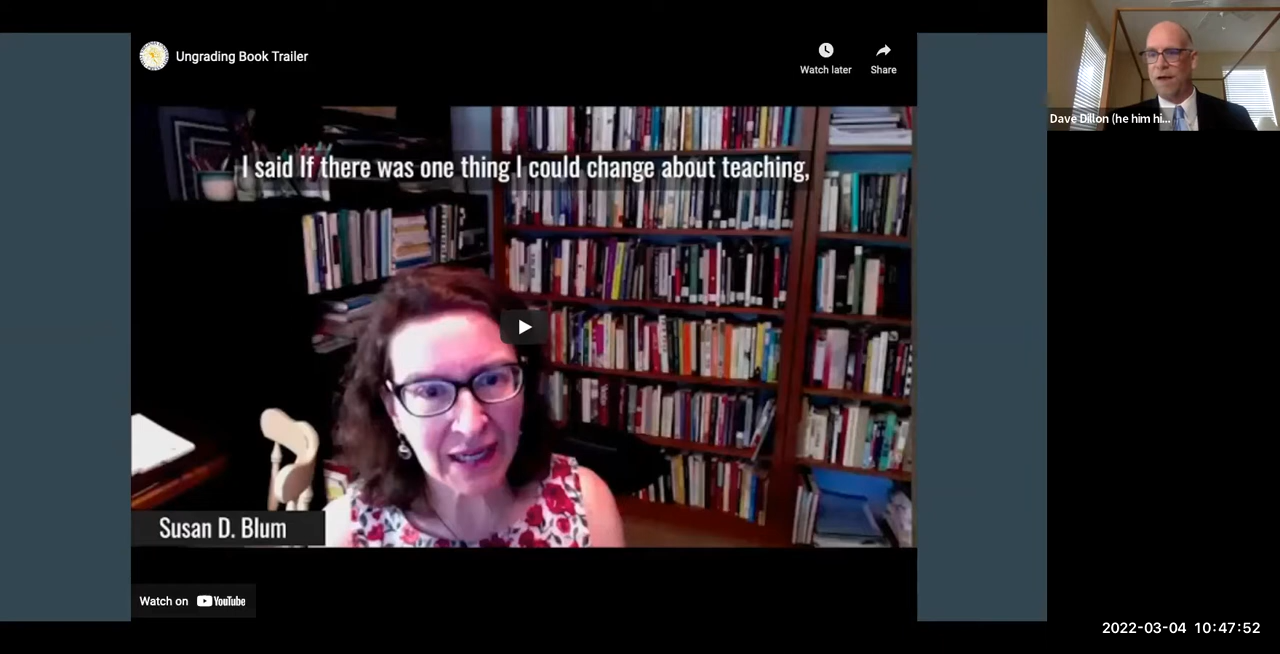 Ungrading Book Trailer
Watch later
Share
Dave Dillon (he him hi...
I said If there was one thing I could change about teaching,
Susan D. Blum
Watch on YouTube
2022-03-04 10:47:52